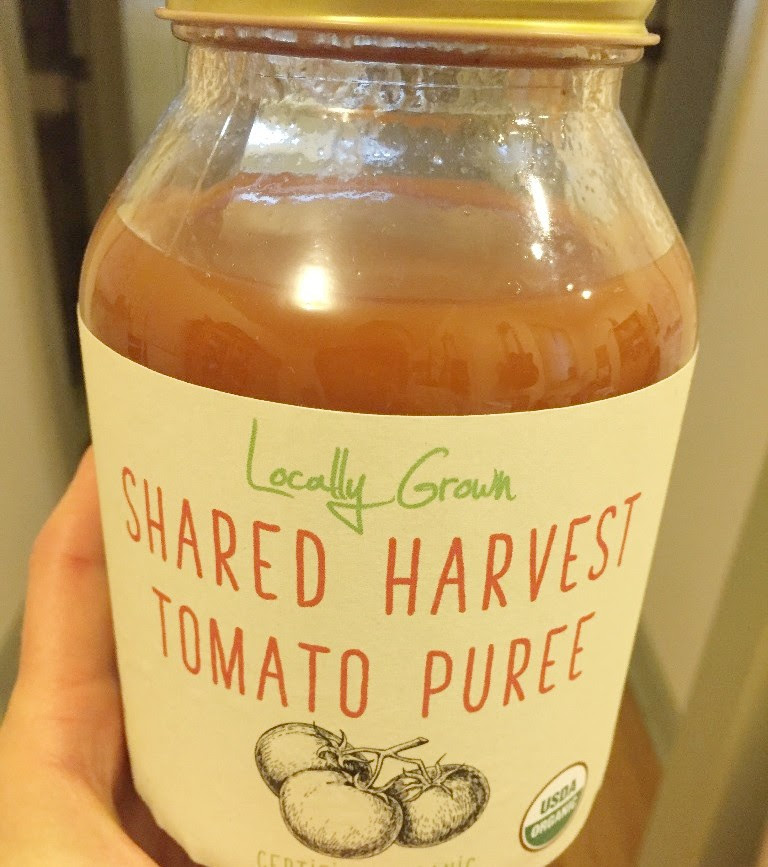 Locally Grown
SHARED HARVEST
TOMATO PUREE
USDA
ORGANIC